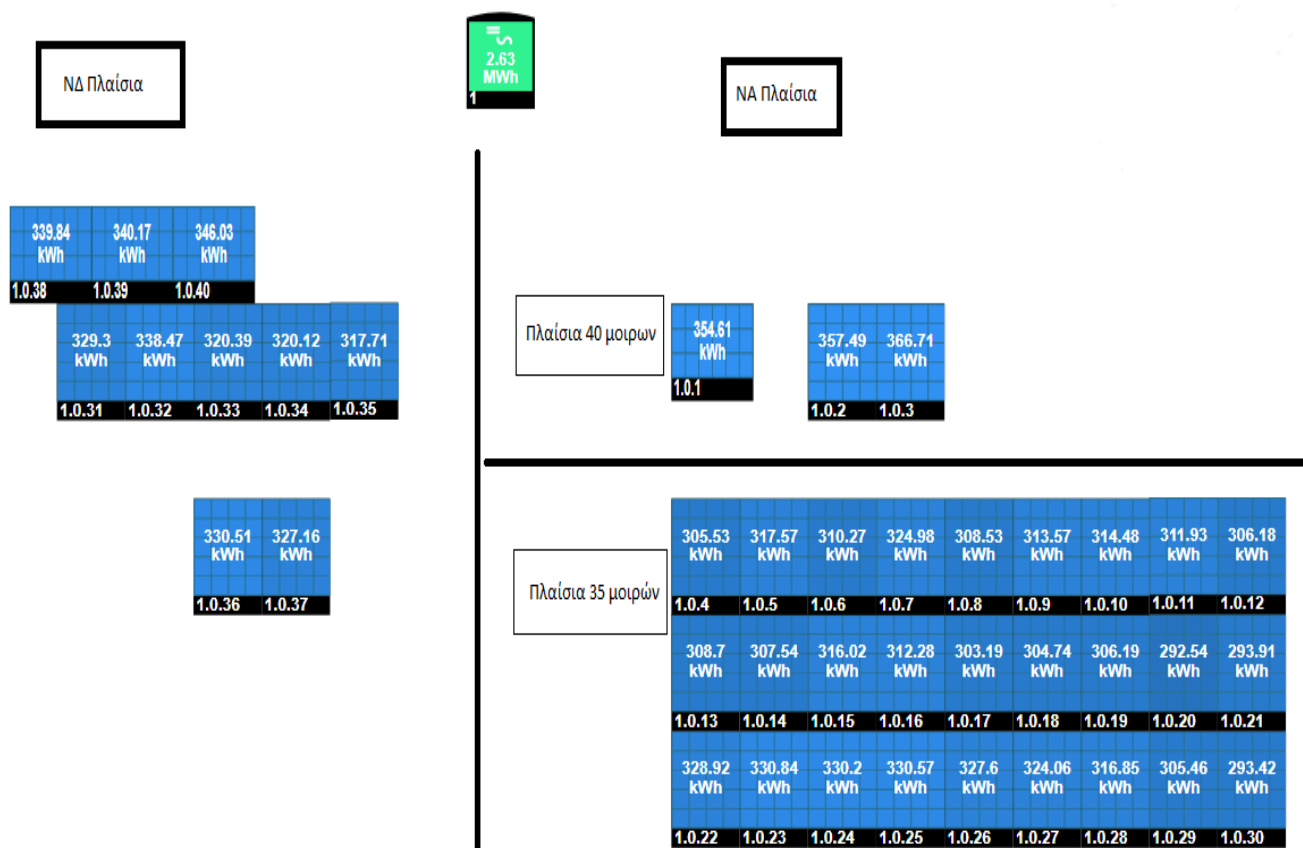 ΝΔ Πλαίσια
2.63
MWh
1
ΝΑ Πλαίσια
339.84 340.17 346.03
kWh kWh kWh
1.0.38 1.0.39 1.0.40
329.3 338.47 320.39 320.12 317.71
kWh kWh kWh kWh kWh
1.0.31 1.0.32 1.0.33 1.0.34 1.0.35
330.51 327.16
kWh kWh
1.0.36 1.0.37
Πλαίσια 40 μοιρων
354.61
kWh
1.0.1
357.49 366.71
kWh kWh
1.0.2 1.0.3
Πλαίσια 35 μοιρών
305.53 317.57 310.27 324.98 308.53 313.57 314.48 311.93 306.18
kWh kWh kWh kWh kWh kWh kWh kWh kWh
1.0.4 1.0.5 1.0.6 1.0.7 1.0.8 1.0.9 1.0.10 1.0.11 1.0.12
308.7 307.54 316.02 312.28 303.19 304.74 306.19 292.54 293.91
kWh kWh kWh kWh kWh kWh kWh kWh kWh
1.0.13 1.0.14 1.0.15 1.0.16 1.0.17 1.0.18 1.0.19 1.0.20 1.0.21
328.92 330.84 330.2 330.57 327.6 324.06 316.85 305.46 293.42
kWh kWh kWh kWh kWh kWh kWh kWh kWh
1.0.22 1.0.23 1.0.24 1.0.25 1.0.26 1.0.27 1.0.28 1.0.29 1.0.30